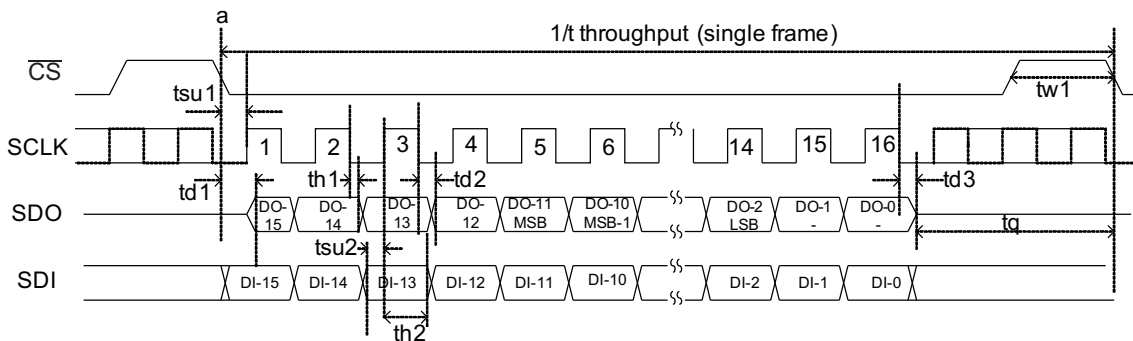 a
1/t throughput (single frame)
CS
tw1
tsu1
SCLK
1 2 3 4 5 6 14 15 16
td1 th1 td2 td3
SDO
DO-15 DO-14 DO-13 DO-12 DO-11 MSB DO-10 MSB-1 DO-2 LSB DO-1 - DO-0 -
tq
tsu2
SDI
DI-15 DI-14 DI-13 DI-12 DI-11 DI-10 DI-2 DI-1 DI-0
th2